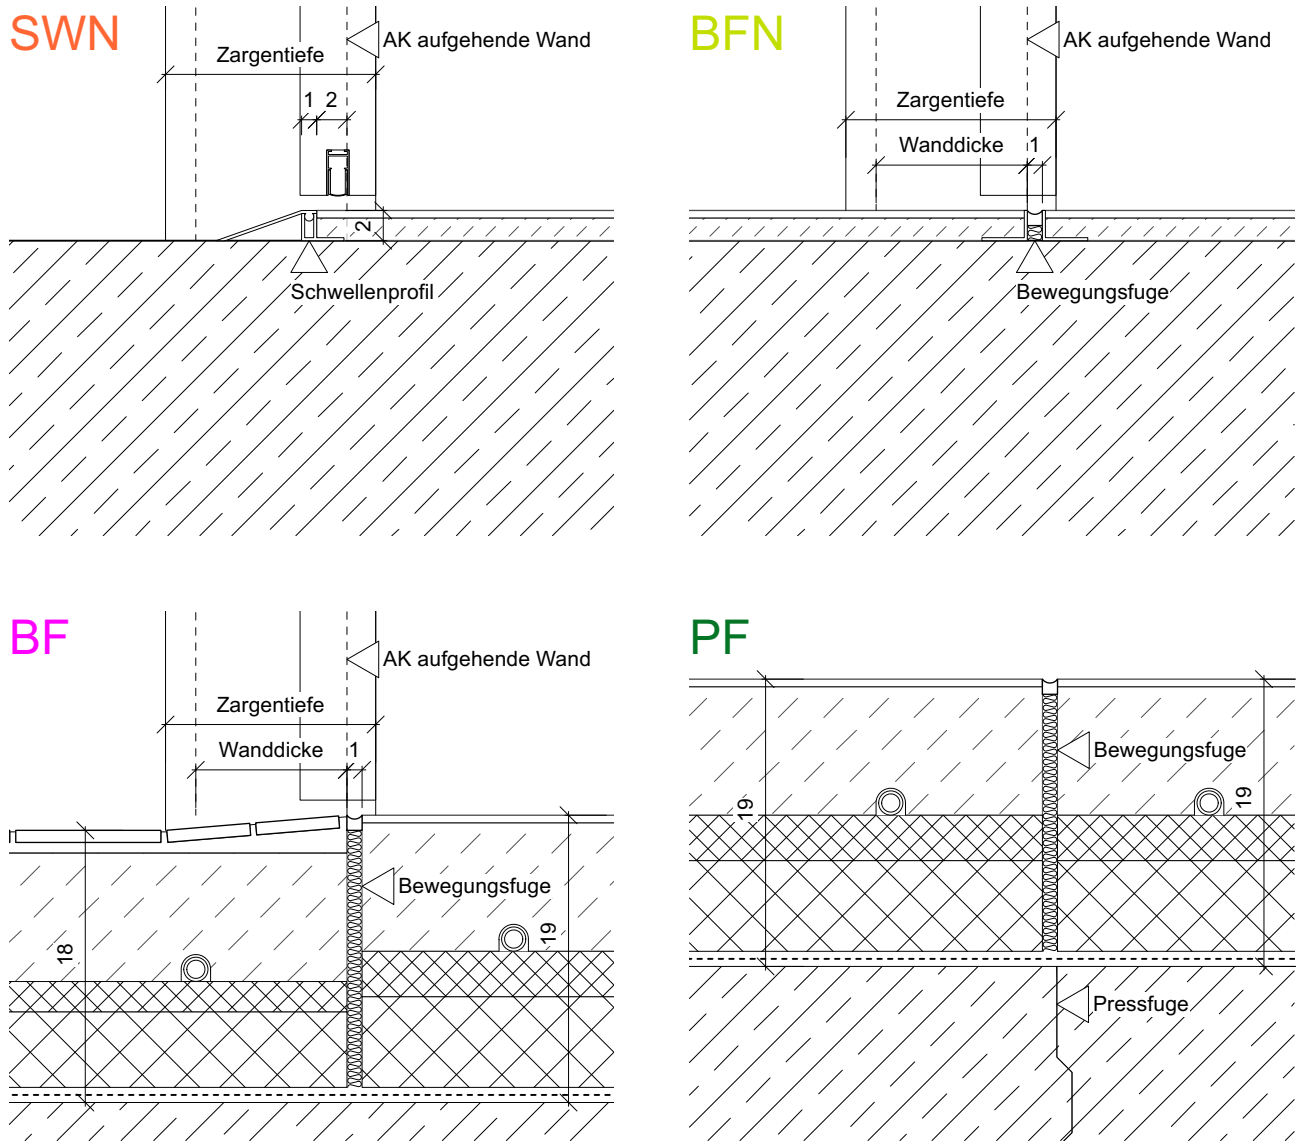 SWN
AK aufgehende Wand
Zargentiefe
1 2
2
Schwellenprofil
BFN
AK aufgehende Wand
Zargentiefe
Wanddicke 1
Bewegungsfuge
BF
AK aufgehende Wand
Zargentiefe
Wanddicke 1
Bewegungsfuge
18
19
PF
Bewegungsfuge
19
19
Pressfuge